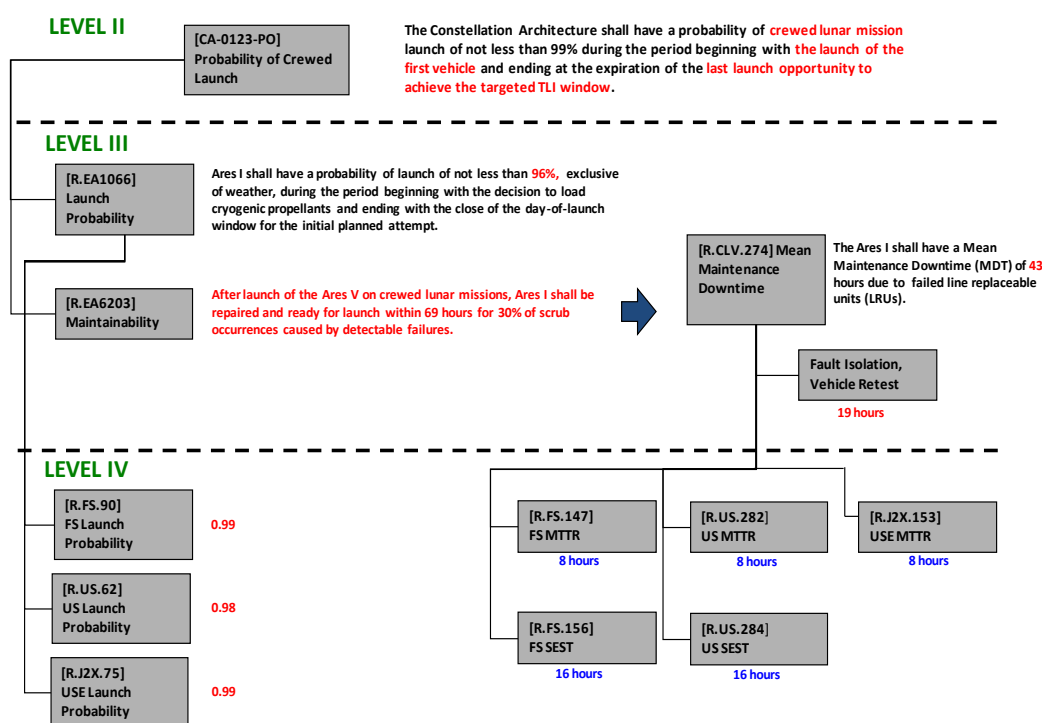 LEVEL II
[CA-0123-PO]
Probability of Crewed
Launch
The Constellation Architecture shall have a probability of crewed lunar mission
launch of not less than 99% during the period beginning with the launch of the
first vehicle and ending at the expiration of the last launch opportunity to
achieve the targeted TLI window.
LEVEL III
[R.EA1066]
Launch
Probability
Ares I shall have a probability of launch of not less than 96%, exclusive
of weather, during the period beginning with the decision to load
cryogenic propellants and ending with the close of the day-of-launch
window for the initial planned attempt.
[R.CLV.274] Mean
Maintenance
Downtime
The Ares I shall have a Mean
Maintenance Downtime (MDT) of 43
hours due to failed line replaceable
units (LRUs).
[R.EA6203]
Maintainability
After launch of the Ares V on crewed lunar missions, Ares I shall be
repaired and ready for launch within 69 hours for 30% of scrub
occurrences caused by detectable failures.
Fault Isolation,
Vehicle Retest
19 hours
LEVEL IV
[R.FS.90]
FS Launch
Probability
0.99
[R.FS.147]
FS MTTR
8 hours
[R.US.282]
US MTTR
8 hours
[R.J2X.153]
USE MTTR
8 hours
[R.US.62]
US Launch
Probability
0.98
[R.FS.156]
FS SEST
16 hours
[R.US.284]
US SEST
16 hours
[R.J2X.75]
USE Launch
Probability
0.99